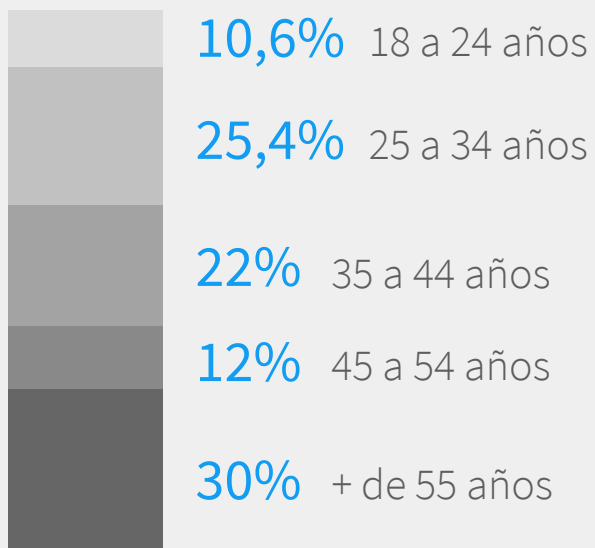 10,6% 18 a 24 años
25,4% 25 a 34 años
22% 35 a 44 años
12% 45 a 54 años
30% + de 55 años